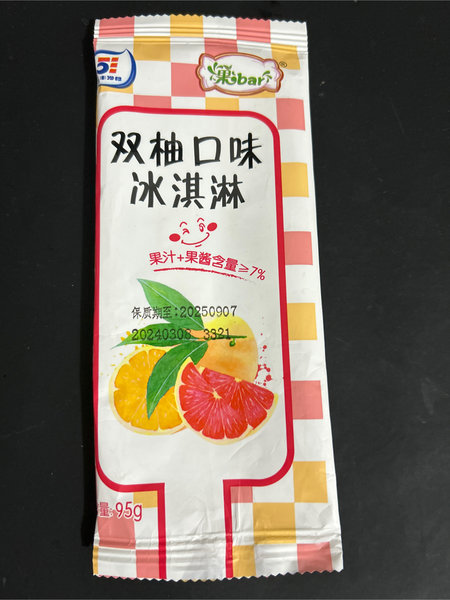 果bar
®
双柚口味
冰淇淋
果汁+果酱含量≥7%
保质期至:20250907
20240308 3321
量:95g